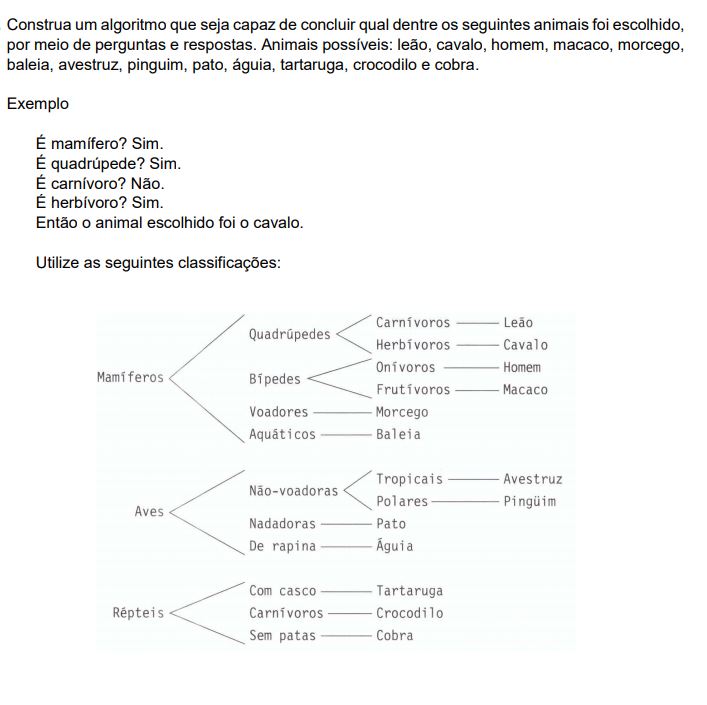 Construa um algoritmo que seja capaz de concluir qual dentre os seguintes animais foi escolhido,
por meio de perguntas e respostas. Animais possíveis: leão, cavalo, homem, macaco, morcego,
baleia, avestruz, pinguim, pato, águia, tartaruga, crocodilo e cobra.
Exemplo
É mamífero? Sim.
É quadrúpede? Sim.
É carnívoro? Não.
É herbívoro? Sim.
Então o animal escolhido foi o cavalo.
Utilize as seguintes classificações:
Mamíferos
Quadrúpedes
Carnívoros Leão
Herbívoros Cavalo
Bípedes
Onívoros Homem
Frutívoros Macaco
Voadores Morcego
Aquáticos Baleia
Aves
Não-voadoras
Tropicais Avestruz
Polares Pingüim
Nadadoras Pato
De rapina Águia
Répteis
Com casco Tartaruga
Carnívoros Crocodilo
Sem patas Cobra